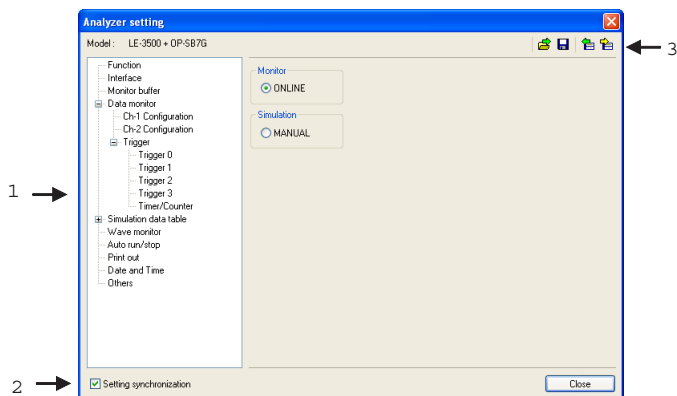 Analyzer setting
Model : LE-3500 + OP-SB7G
3
Function
Interface
Monitor buffer
Data monitor
Ch-1 Configuration
Ch-2 Configuration
Trigger
Trigger 0
Trigger 1
Trigger 2
Trigger 3
Timer/Counter
Simulation data table
Wave monitor
Auto run/stop
Print out
Date and Time
Others
Monitor
ONLINE
Simulation
MANUAL
1
2
Setting synchronization
Close